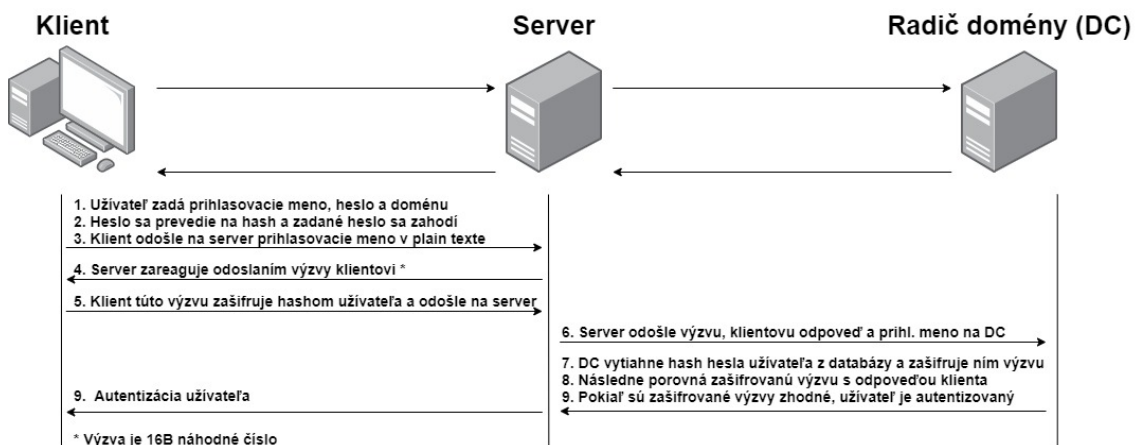 Klient
Server
Radič domény (DC)
1. Užívateľ zadá prihlasovacie meno, heslo a doménu
2. Heslo sa prevedie na hash a zadané heslo sa zahodí
3. Klient odošle na server prihlasovacie meno v plain texte
4. Server zareaguje odoslaním výzvy klientovi *
5. Klient túto výzvu zašifruje hashom užívateľa a odošle na server
6. Server odošle výzvu, klientovu odpoveď a prihl. meno na DC
7. DC vytiahne hash hesla užívateľa z databázy a zašifruje ním výzvu
8. Následne porovná zašifrovanú výzvu s odpoveďou klienta
9. Pokiaľ sú zašifrované výzvy zhodné, užívateľ je autentizovaný
9. Autentizácia užívateľa
* Výzva je 16B náhodné číslo